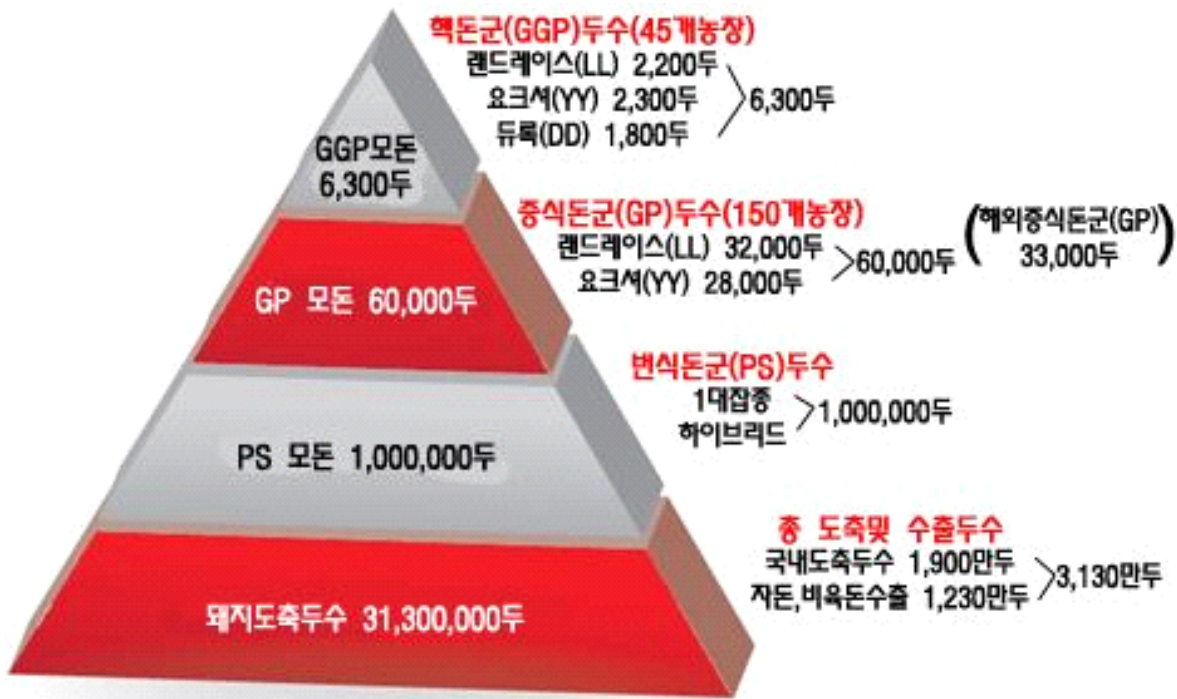 핵돈군(GGP)두수(45개농장)
랜드레이스(LL) 2,200두
요크셔(YY) 2,300두
듀록(DD) 1,800두
6,300두
GGP모돈
6,300두
증식돈군(GP)두수(150개농장)
랜드레이스(LL) 32,000두
요크셔(YY) 28,000두
60,000두
(해외증식돈군(GP)
33,000두)
GP 모돈 60,000두
번식돈군(PS)두수
1대잡종
하이브리드
1,000,000두
PS 모돈 1,000,000두
총 도축및 수출두수
국내도축두수 1,900만두
자돈,비육돈수출 1,230만두
3,130만두
돼지도축두수 31,300,000두